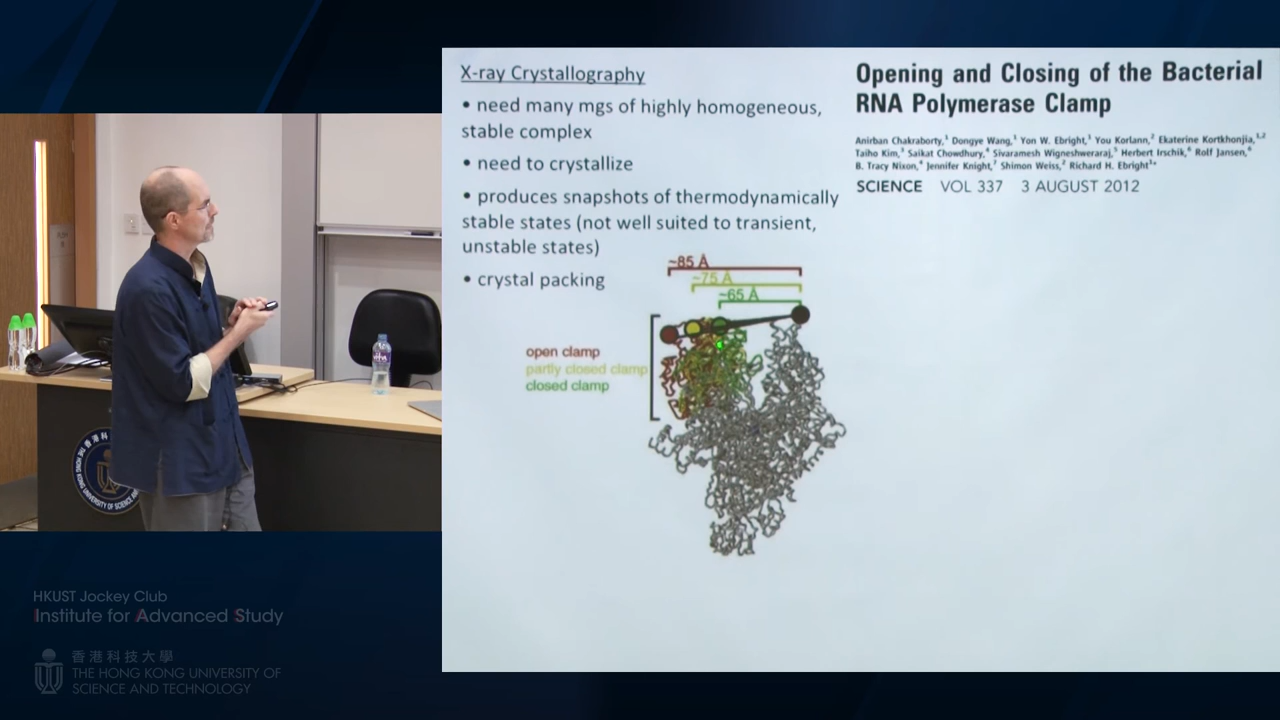 X-ray Crystallography
• need many mgs of highly homogeneous,
stable complex
• need to crystallize
• produces snapshots of thermodynamically
stable states (not well suited to transient,
unstable states)
• crystal packing
~85 Å
~75 Å
~65 Å
open clamp
partly closed clamp
closed clamp
Opening and Closing of the Bacterial
RNA Polymerase Clamp
Anirban Chakraborty,¹ Dongye Wang,¹ Yon W. Ebright,¹ You Korlann,² Ekaterine Kortkhonjia,¹,²
Taiho Kim,³ Saikat Chowdhury,⁴ Sivaramesh Wigneshweraraj,⁵ Herbert Irschik,⁶ Rolf Jansen,⁶
B. Tracy Nixon,⁴ Jennifer Knight,⁷ Shimon Weiss,² Richard H. Ebright¹*
SCIENCE VOL 337 3 AUGUST 2012
HKUST Jockey Club
Institute for Advanced Study
香港科技大學
THE HONG KONG UNIVERSITY OF
SCIENCE AND TECHNOLOGY